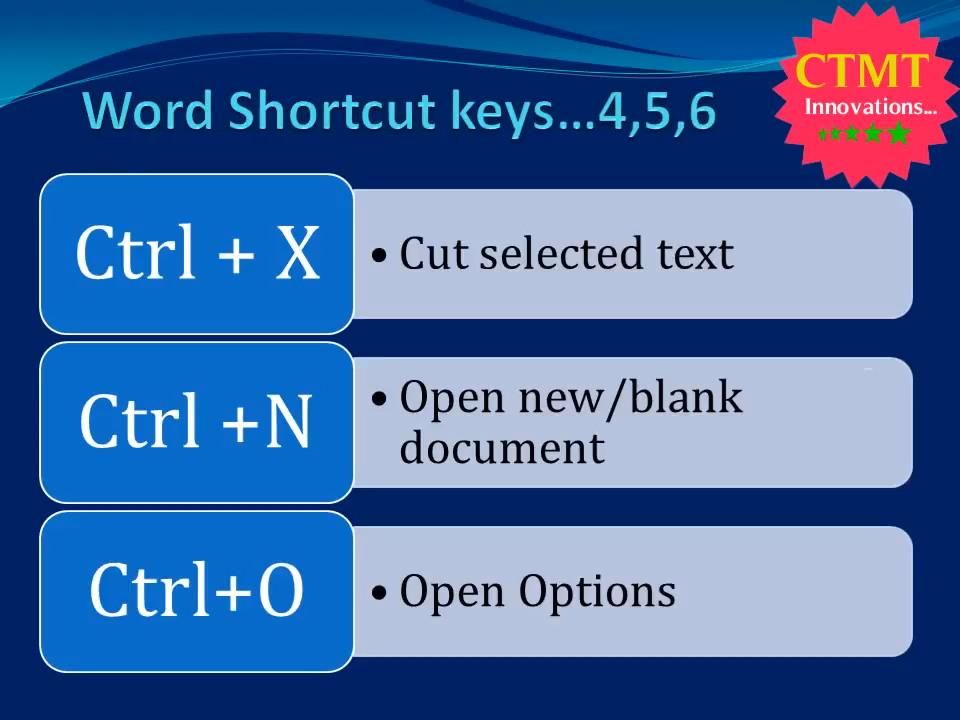 CTMT
Innovations...
Word Shortcut keys...4,5,6
Ctrl + X
• Cut selected text
Ctrl +N
• Open new/blank
document
Ctrl+O
• Open Options